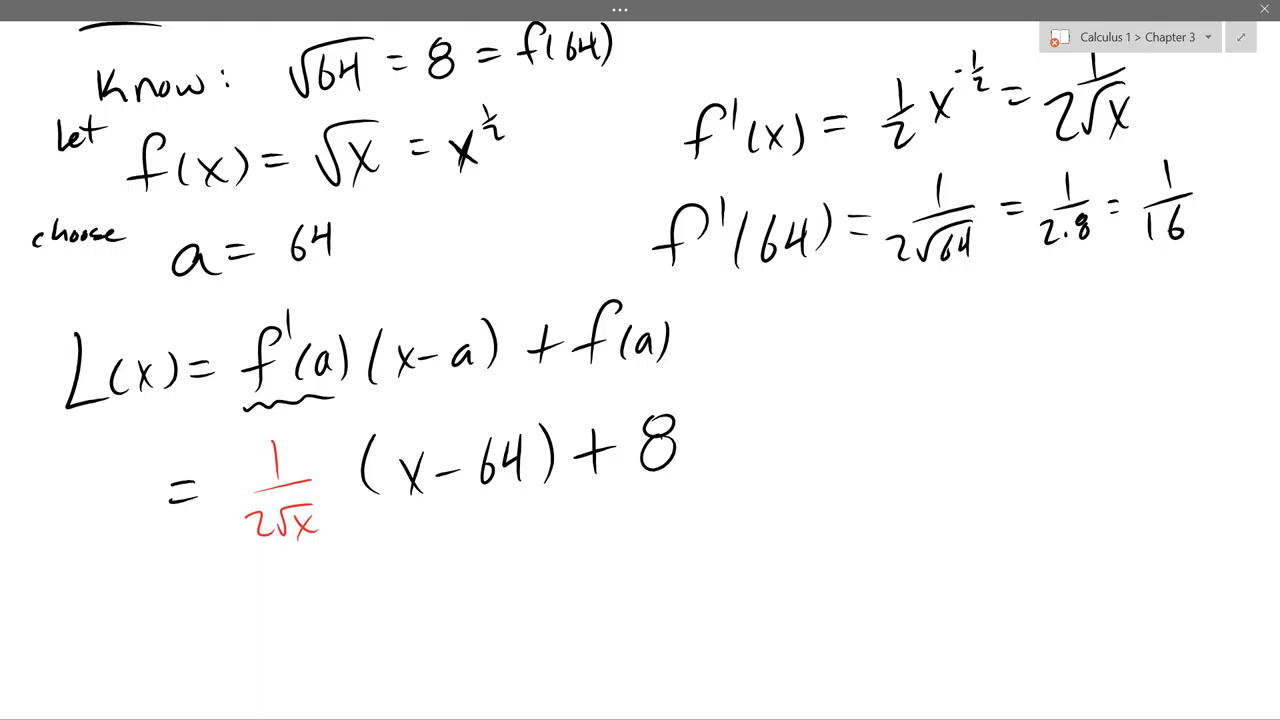 Calculus 1 > Chapter 3
Know: √64 = 8 = f(64)
let f(x) = √x = x^(1/2)
choose a = 64
f'(x) = 1/2 x^(-1/2) = 1/(2√x)
f'(64) = 1/(2√64) = 1/(2·8) = 1/16
L(x) = f'(a)(x-a) + f(a)
= 1/(2√x) (x-64) + 8